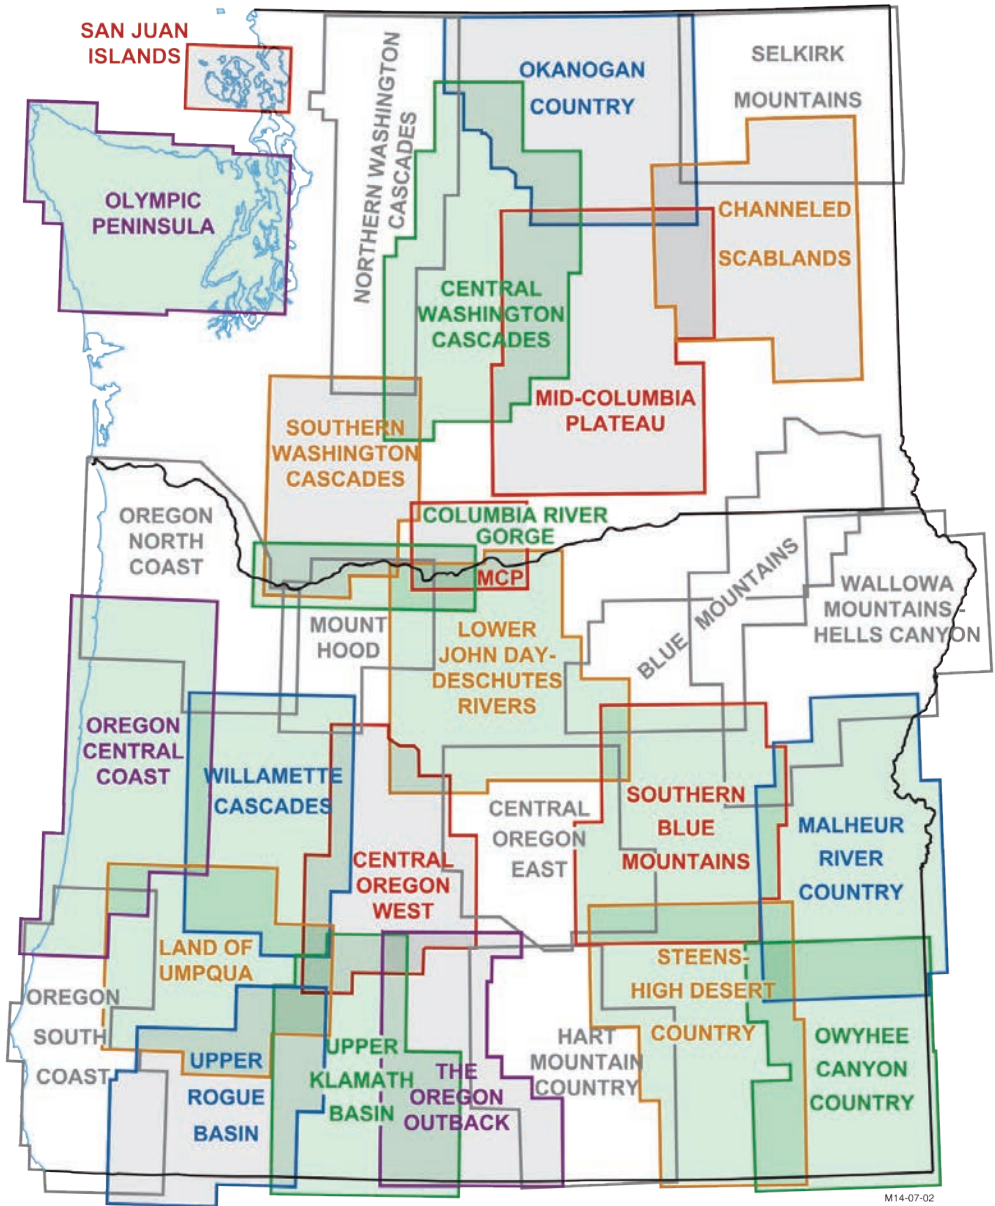 SAN JUAN
ISLANDS
OKANOGAN
COUNTRY
SELKIRK
MOUNTAINS
NORTHERN WASHINGTON
CASCADES
OLYMPIC
PENINSULA
CHANNELED
SCABLANDS
CENTRAL
WASHINGTON
CASCADES
MID-COLUMBIA
PLATEAU
SOUTHERN
WASHINGTON
CASCADES
COLUMBIA RIVER
GORGE
MCP
OREGON
NORTH
COAST
MOUNT
HOOD
LOWER
JOHN DAY-
DESCHUTES
RIVERS
BLUE MOUNTAINS
WALLOWA
MOUNTAINS -
HELLS CANYON
OREGON
CENTRAL
COAST
WILLAMETTE
CASCADES
CENTRAL
OREGON
WEST
CENTRAL
OREGON
EAST
SOUTHERN
BLUE
MOUNTAINS
MALHEUR
RIVER
COUNTRY
LAND OF
UMPQUA
STEENS-
HIGH DESERT
COUNTRY
OREGON
SOUTH
COAST
UPPER
ROGUE
BASIN
UPPER
KLAMATH
BASIN
THE
OREGON
OUTBACK
HART
MOUNTAIN
COUNTRY
OWYHEE
CANYON
COUNTRY
M14-07-02